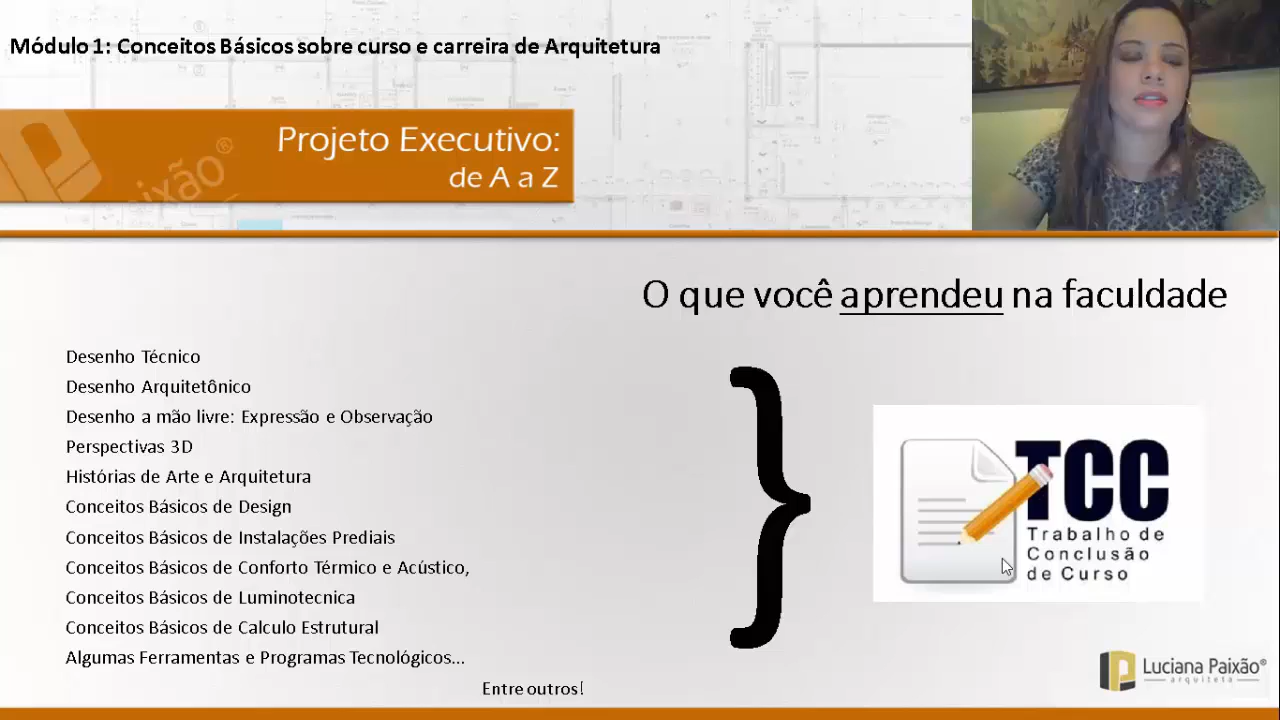 Módulo 1: Conceitos Básicos sobre curso e carreira de Arquitetura
Projeto Executivo:
de A a Z
Paixão®
O que você aprendeu na faculdade
Desenho Técnico
Desenho Arquitetônico
Desenho a mão livre: Expressão e Observação
Perspectivas 3D
Histórias de Arte e Arquitetura
Conceitos Básicos de Design
Conceitos Básicos de Instalações Prediais
Conceitos Básicos de Conforto Térmico e Acústico,
Conceitos Básicos de Luminotecnica
Conceitos Básicos de Calculo Estrutural
Algumas Ferramentas e Programas Tecnológicos...
Entre outros!
TCC
Trabalho de
Conclusão
de Curso
Luciana Paixão®
arquiteta